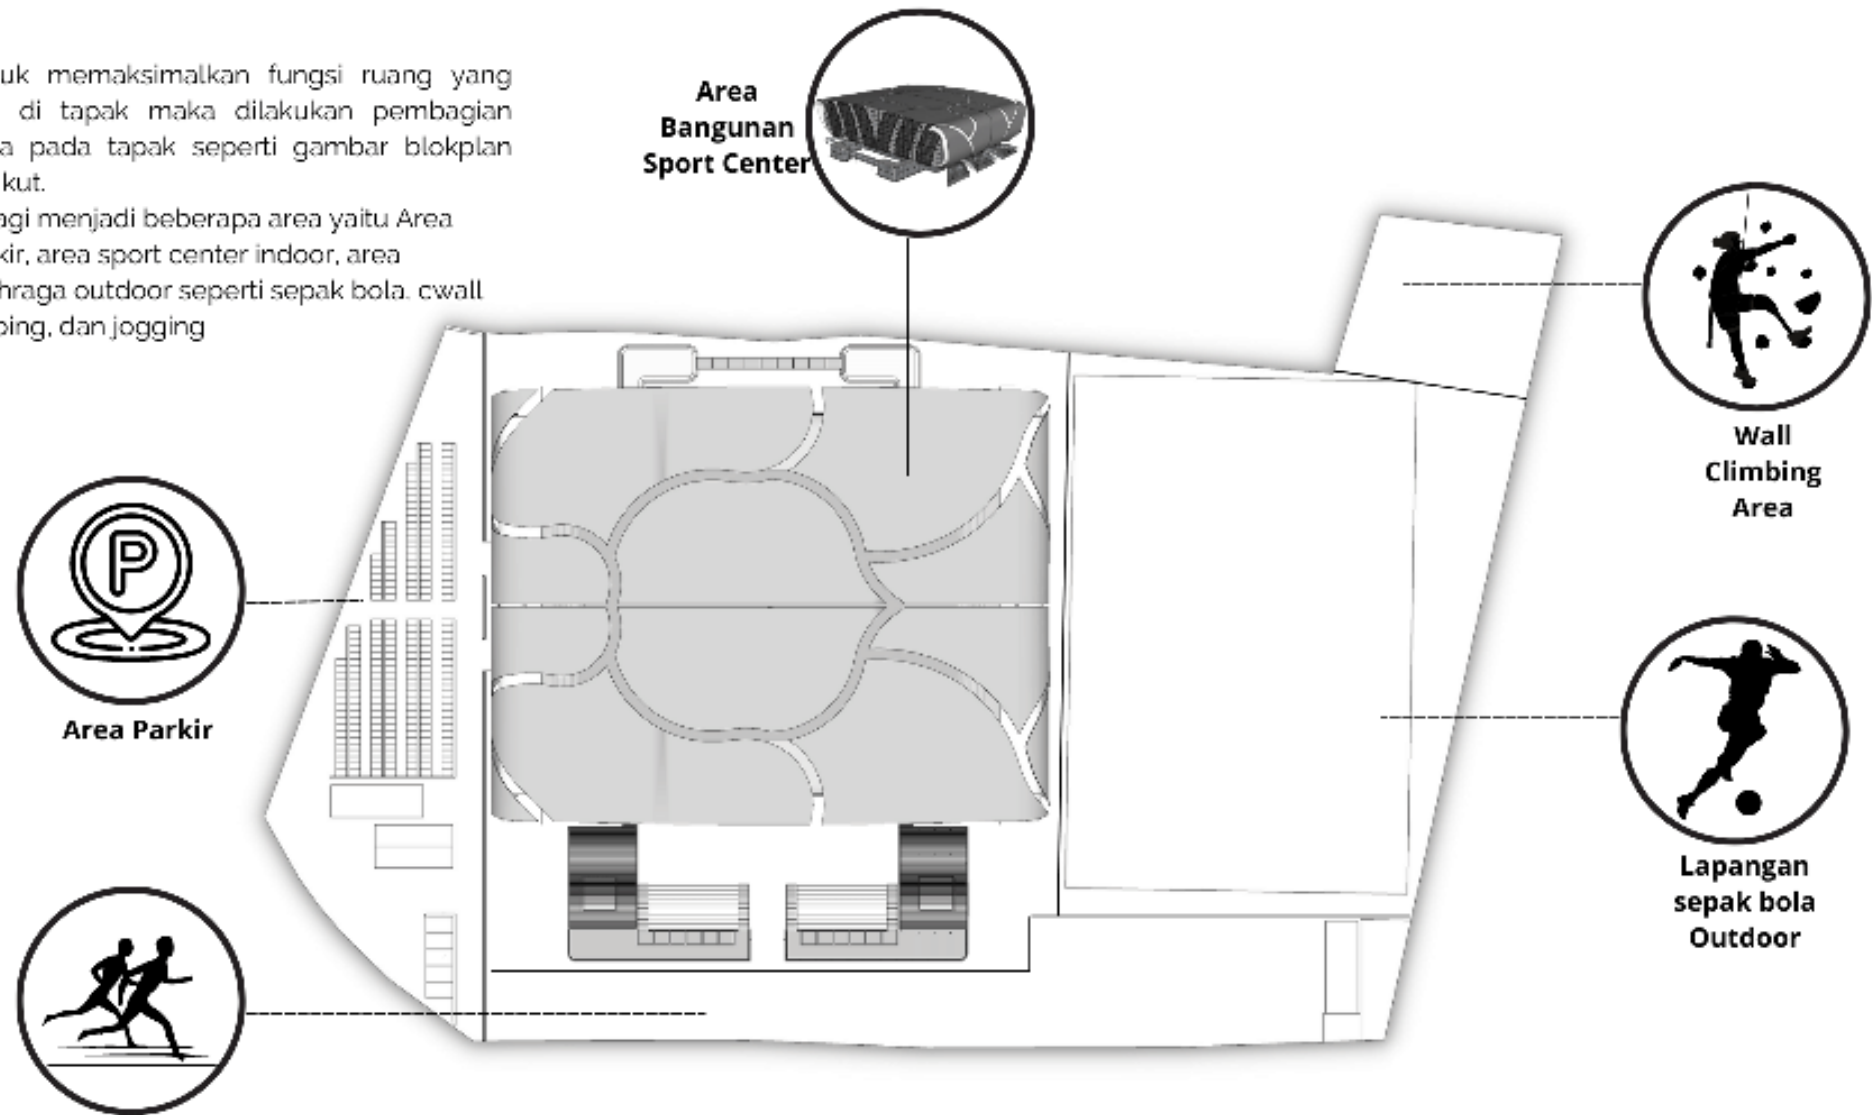 uk memaksimalkan fungsi ruang yang
di tapak maka dilakukan pembagian
a pada tapak seperti gambar blokplan
kut.
agi menjadi beberapa area yaitu Area
kir, area sport center indoor, area
hraga outdoor seperti sepak bola. cwall
bing, dan jogging
Area
Bangunan
Sport Center
Wall
Climbing
Area
P
Area Parkir
Lapangan
sepak bola
Outdoor